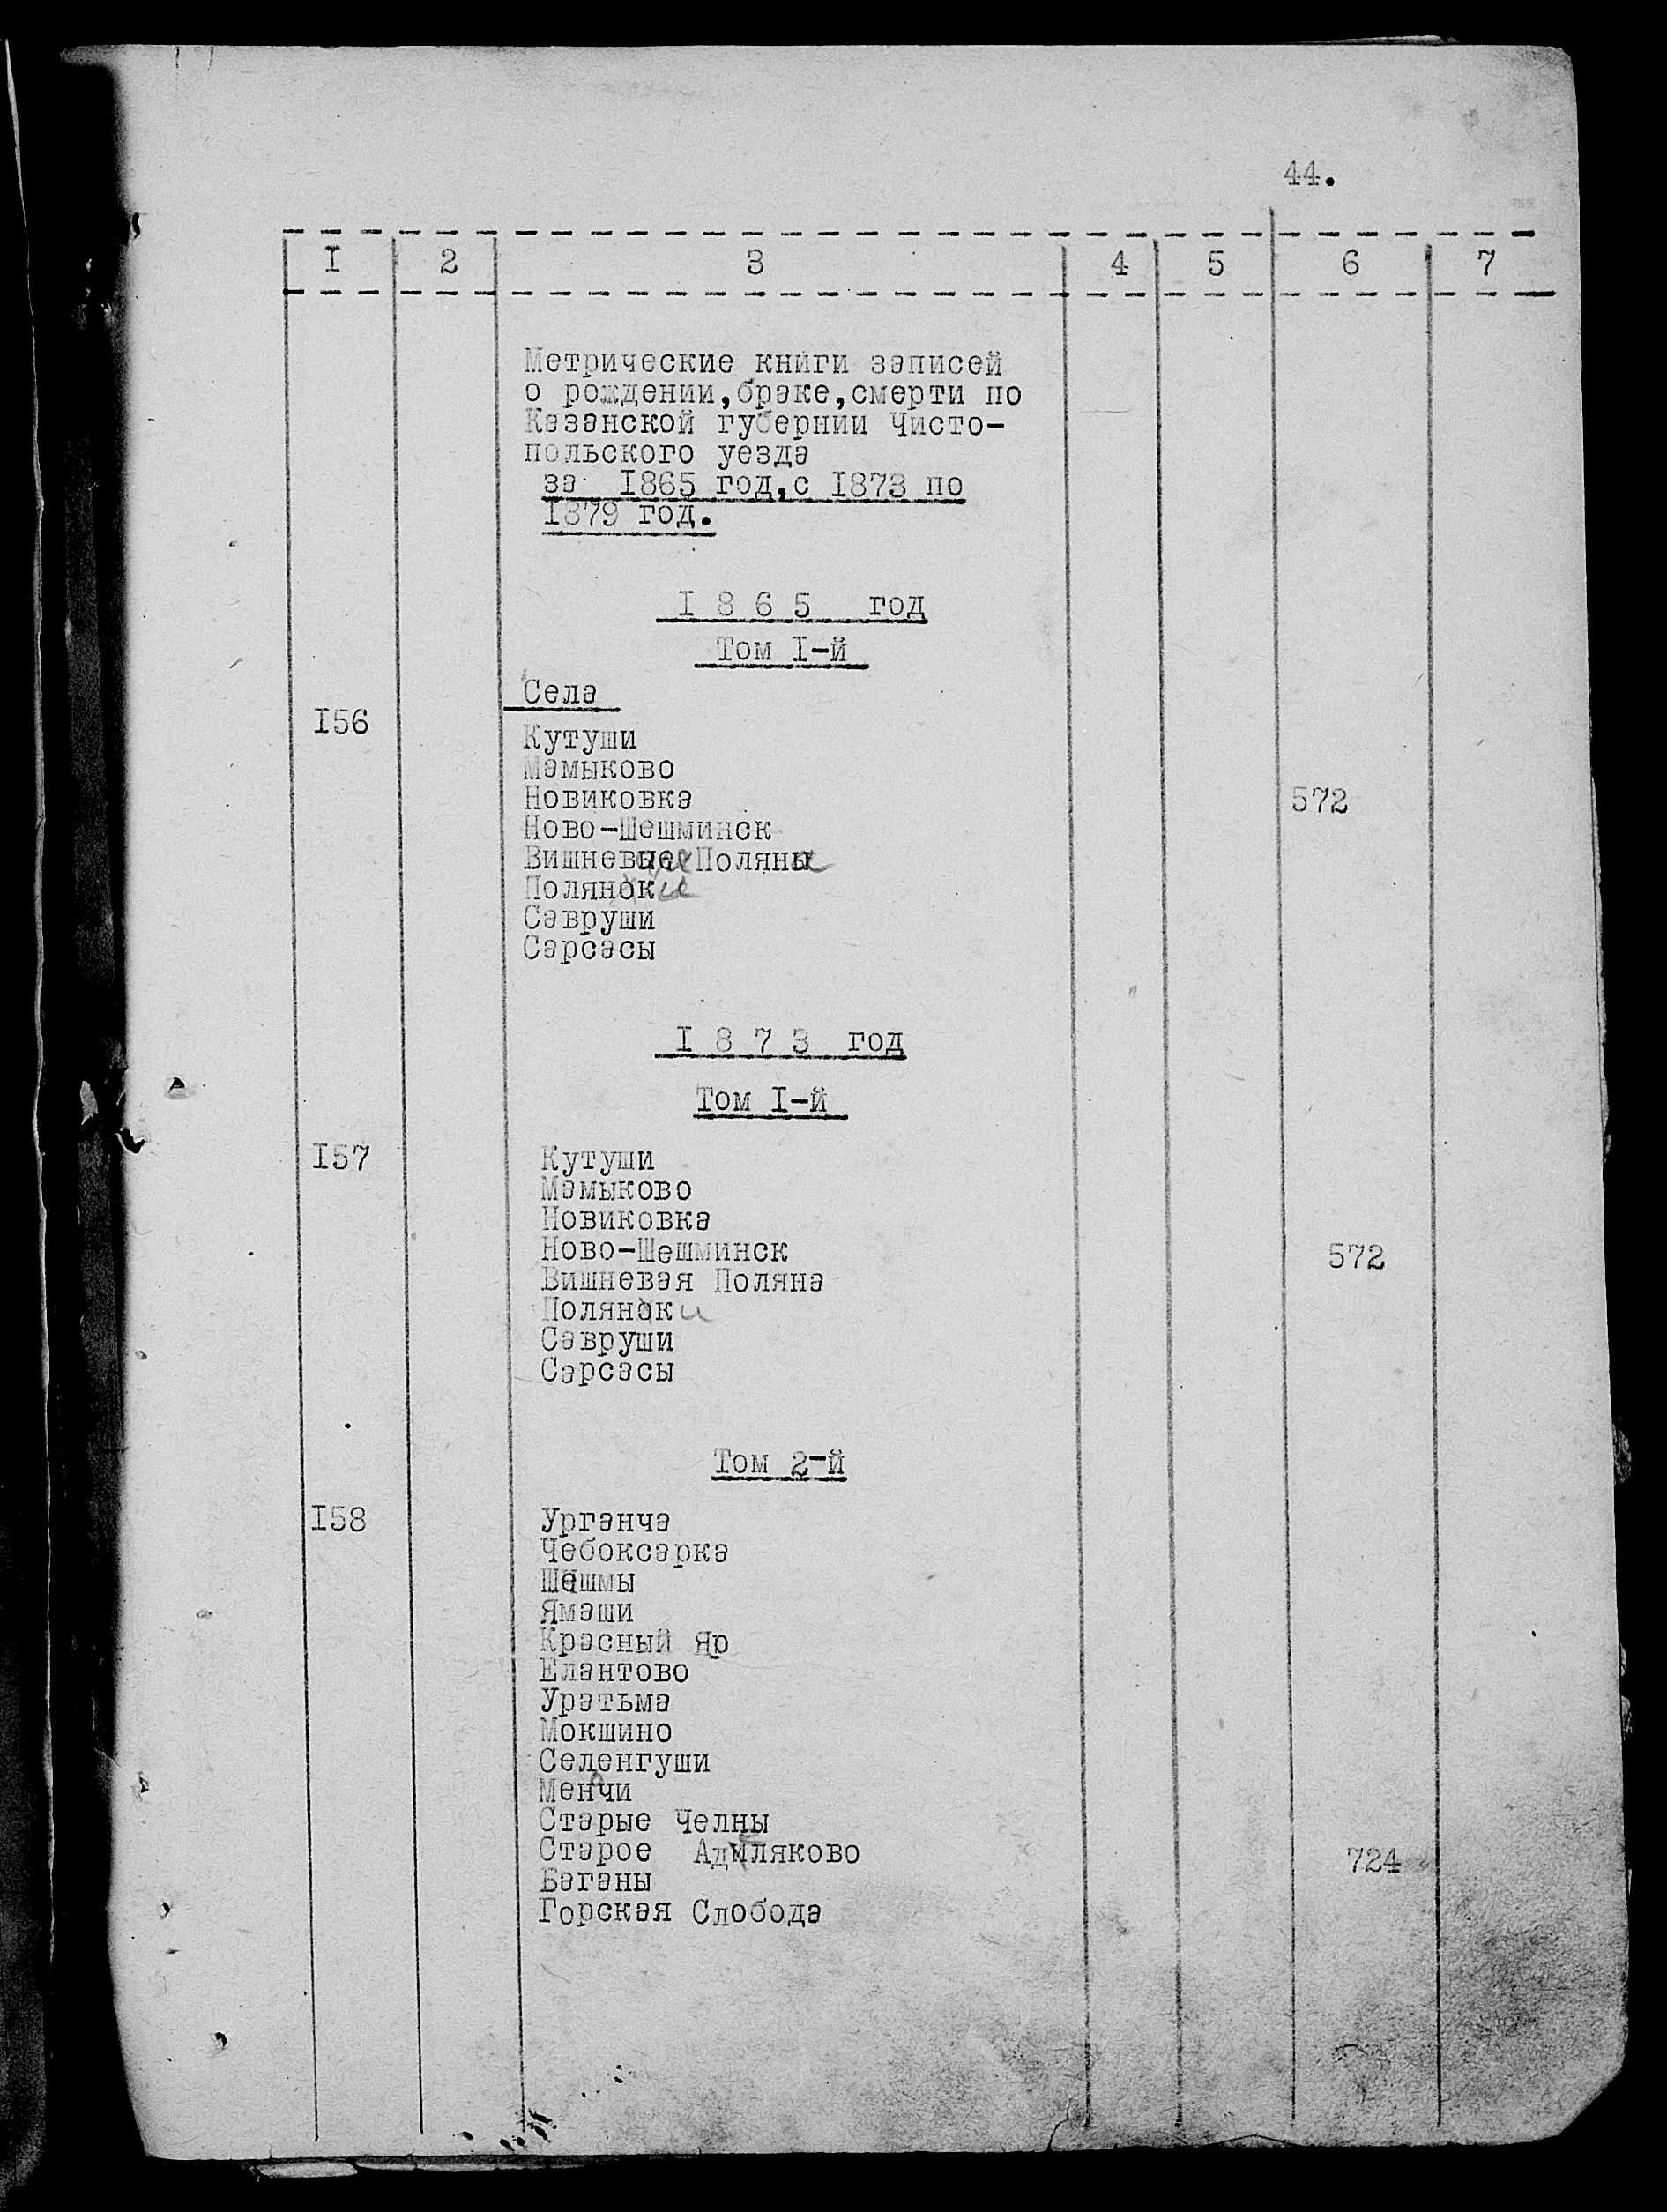 44.
1 2 3 4 5 6 7
Метрические книги записей
о рождении, браке, смерти по
Казанской губернии Чисто-
польского уезда
за 1865 год, с 1873 по
1879 год.
1 8 6 5 год
Том I-й
Села
156
Кутуши
Мамыково
Новиковка 572
Ново-Шешминск
Вишневые Поляны
Полянки
Савруши
Сарсасы
1 8 7 3 год
Том I-й
157 Кутуши
Мамыково
Новиковка
Ново-Шешминск 572
Вишневая Поляна
Полянки
Савруши
Сарсасы
Том 2-й
158 Урганча
Чебоксарка
Шешмы
Ямаши
Красный Яр
Елантово
Уратьма
Мокшино
Селенгуши
Менчи
Старые Челны
Старое Адиляково 724
Баганы
Горская Слобода